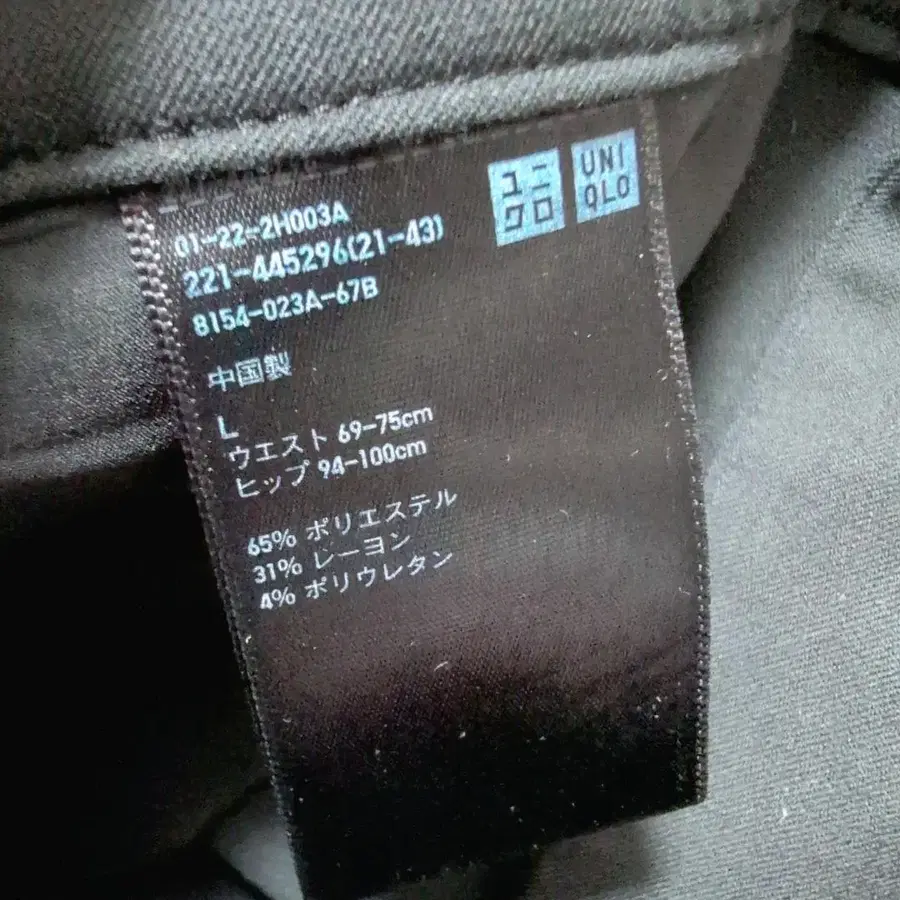 ユニクロ
UNIQLO
01-22-2H003A
221-445296(21-43)
8154-023A-67B
中国製
L
ウエスト 69-75cm
ヒップ 94-100cm
65% ポリエステル
31% レーヨン
4% ポリウレタン